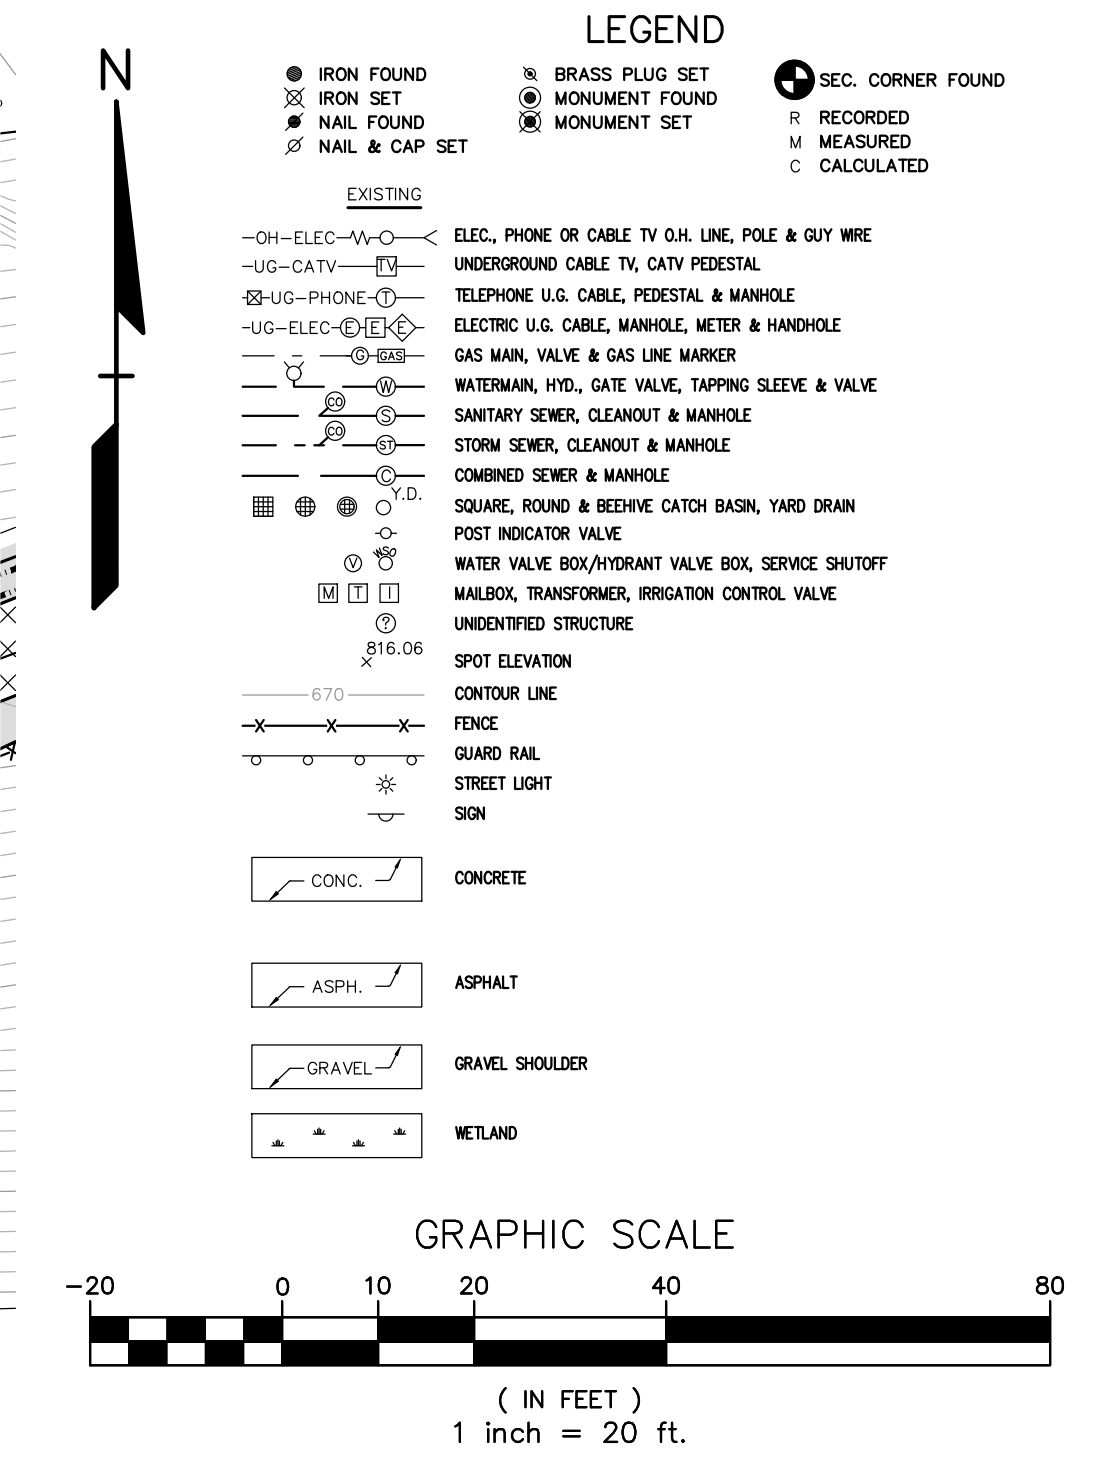 LEGEND
N
IRON FOUND
IRON SET
NAIL FOUND
NAIL & CAP SET
BRASS PLUG SET
MONUMENT FOUND
MONUMENT SET
SEC. CORNER FOUND
R RECORDED
M MEASURED
C CALCULATED
EXISTING
OH-ELEC ELEC., PHONE OR CABLE TV O.H. LINE, POLE & GUY WIRE
UG-CATV TV UNDERGROUND CABLE TV, CATV PEDESTAL
UG-PHONE T TELEPHONE U.G. CABLE, PEDESTAL & MANHOLE
UG-ELEC E E E ELECTRIC U.G. CABLE, MANHOLE, METER & HANDHOLE
G GAS GAS MAIN, VALVE & GAS LINE MARKER
W WATERMAIN, HYD., GATE VALVE, TAPPING SLEEVE & VALVE
CO S SANITARY SEWER, CLEANOUT & MANHOLE
CO ST STORM SEWER, CLEANOUT & MANHOLE
C COMBINED SEWER & MANHOLE
Y.D. SQUARE, ROUND & BEEHIVE CATCH BASIN, YARD DRAIN
POST INDICATOR VALVE
V WSO WATER VALVE BOX/HYDRANT VALVE BOX, SERVICE SHUTOFF
M T I MAILBOX, TRANSFORMER, IRRIGATION CONTROL VALVE
? UNIDENTIFIED STRUCTURE
816.06 SPOT ELEVATION
670 CONTOUR LINE
FENCE
GUARD RAIL
STREET LIGHT
SIGN
CONC. CONCRETE
ASPH. ASPHALT
GRAVEL GRAVEL SHOULDER
WETLAND
GRAPHIC SCALE
-20 0 10 20 40 80
( IN FEET )
1 inch = 20 ft.